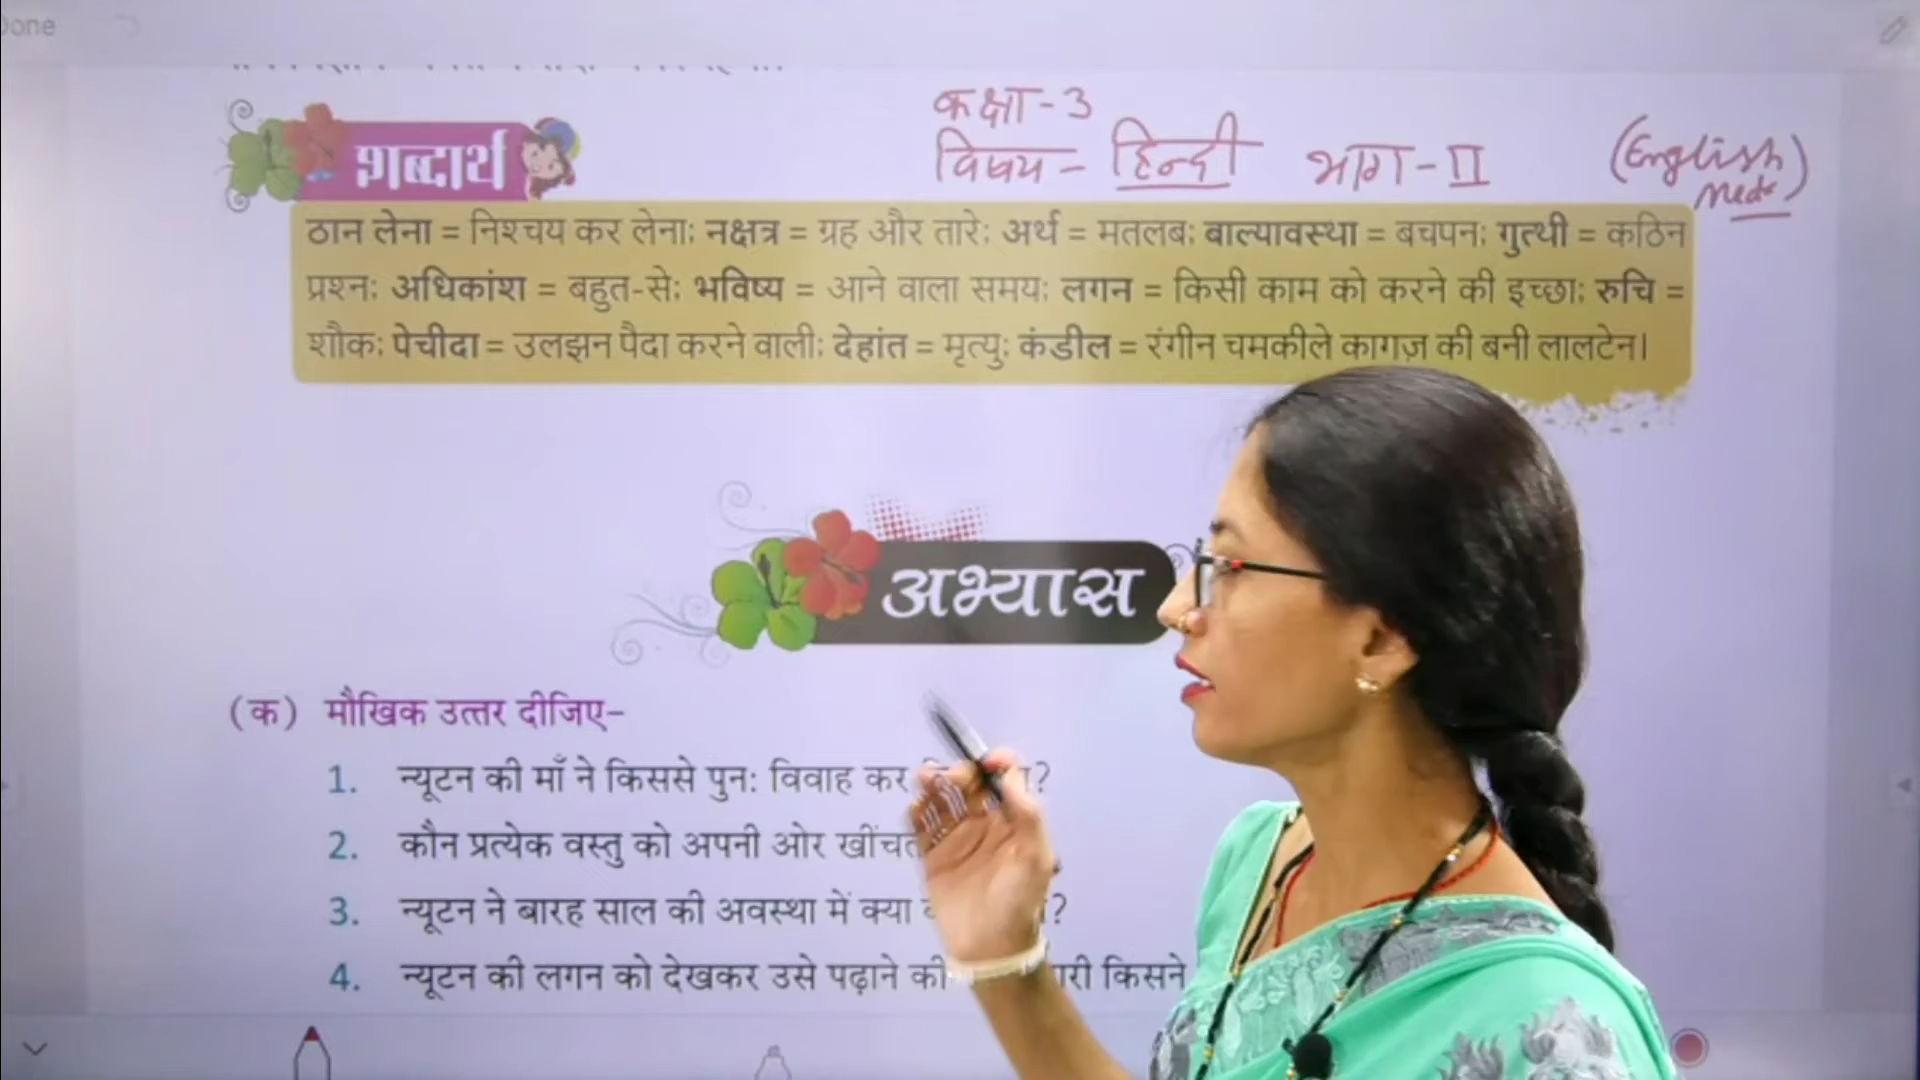 Done
कक्षा-3
विषय - हिन्दी भाग-II (English Med.)
शब्दार्थ
ठान लेना = निश्चय कर लेना; नक्षत्र = ग्रह और तारे; अर्थ = मतलब; बाल्यावस्था = बचपन; गुत्थी = कठिन
प्रश्न; अधिकांश = बहुत-से; भविष्य = आने वाला समय; लगन = किसी काम को करने की इच्छा; रुचि =
शौक; पेचीदा = उलझन पैदा करने वाली; देहांत = मृत्यु; कंडील = रंगीन चमकीले कागज़ की बनी लालटेन।
अभ्यास
(क) मौखिक उत्तर दीजिए-
1. न्यूटन की माँ ने किससे पुन: विवाह कर ?
2. कौन प्रत्येक वस्तु को अपनी ओर
3. न्यूटन ने बारह साल की अवस्था में क्या ?
4. न्यूटन की लगन को देखकर उसे पढ़ाने की किसने